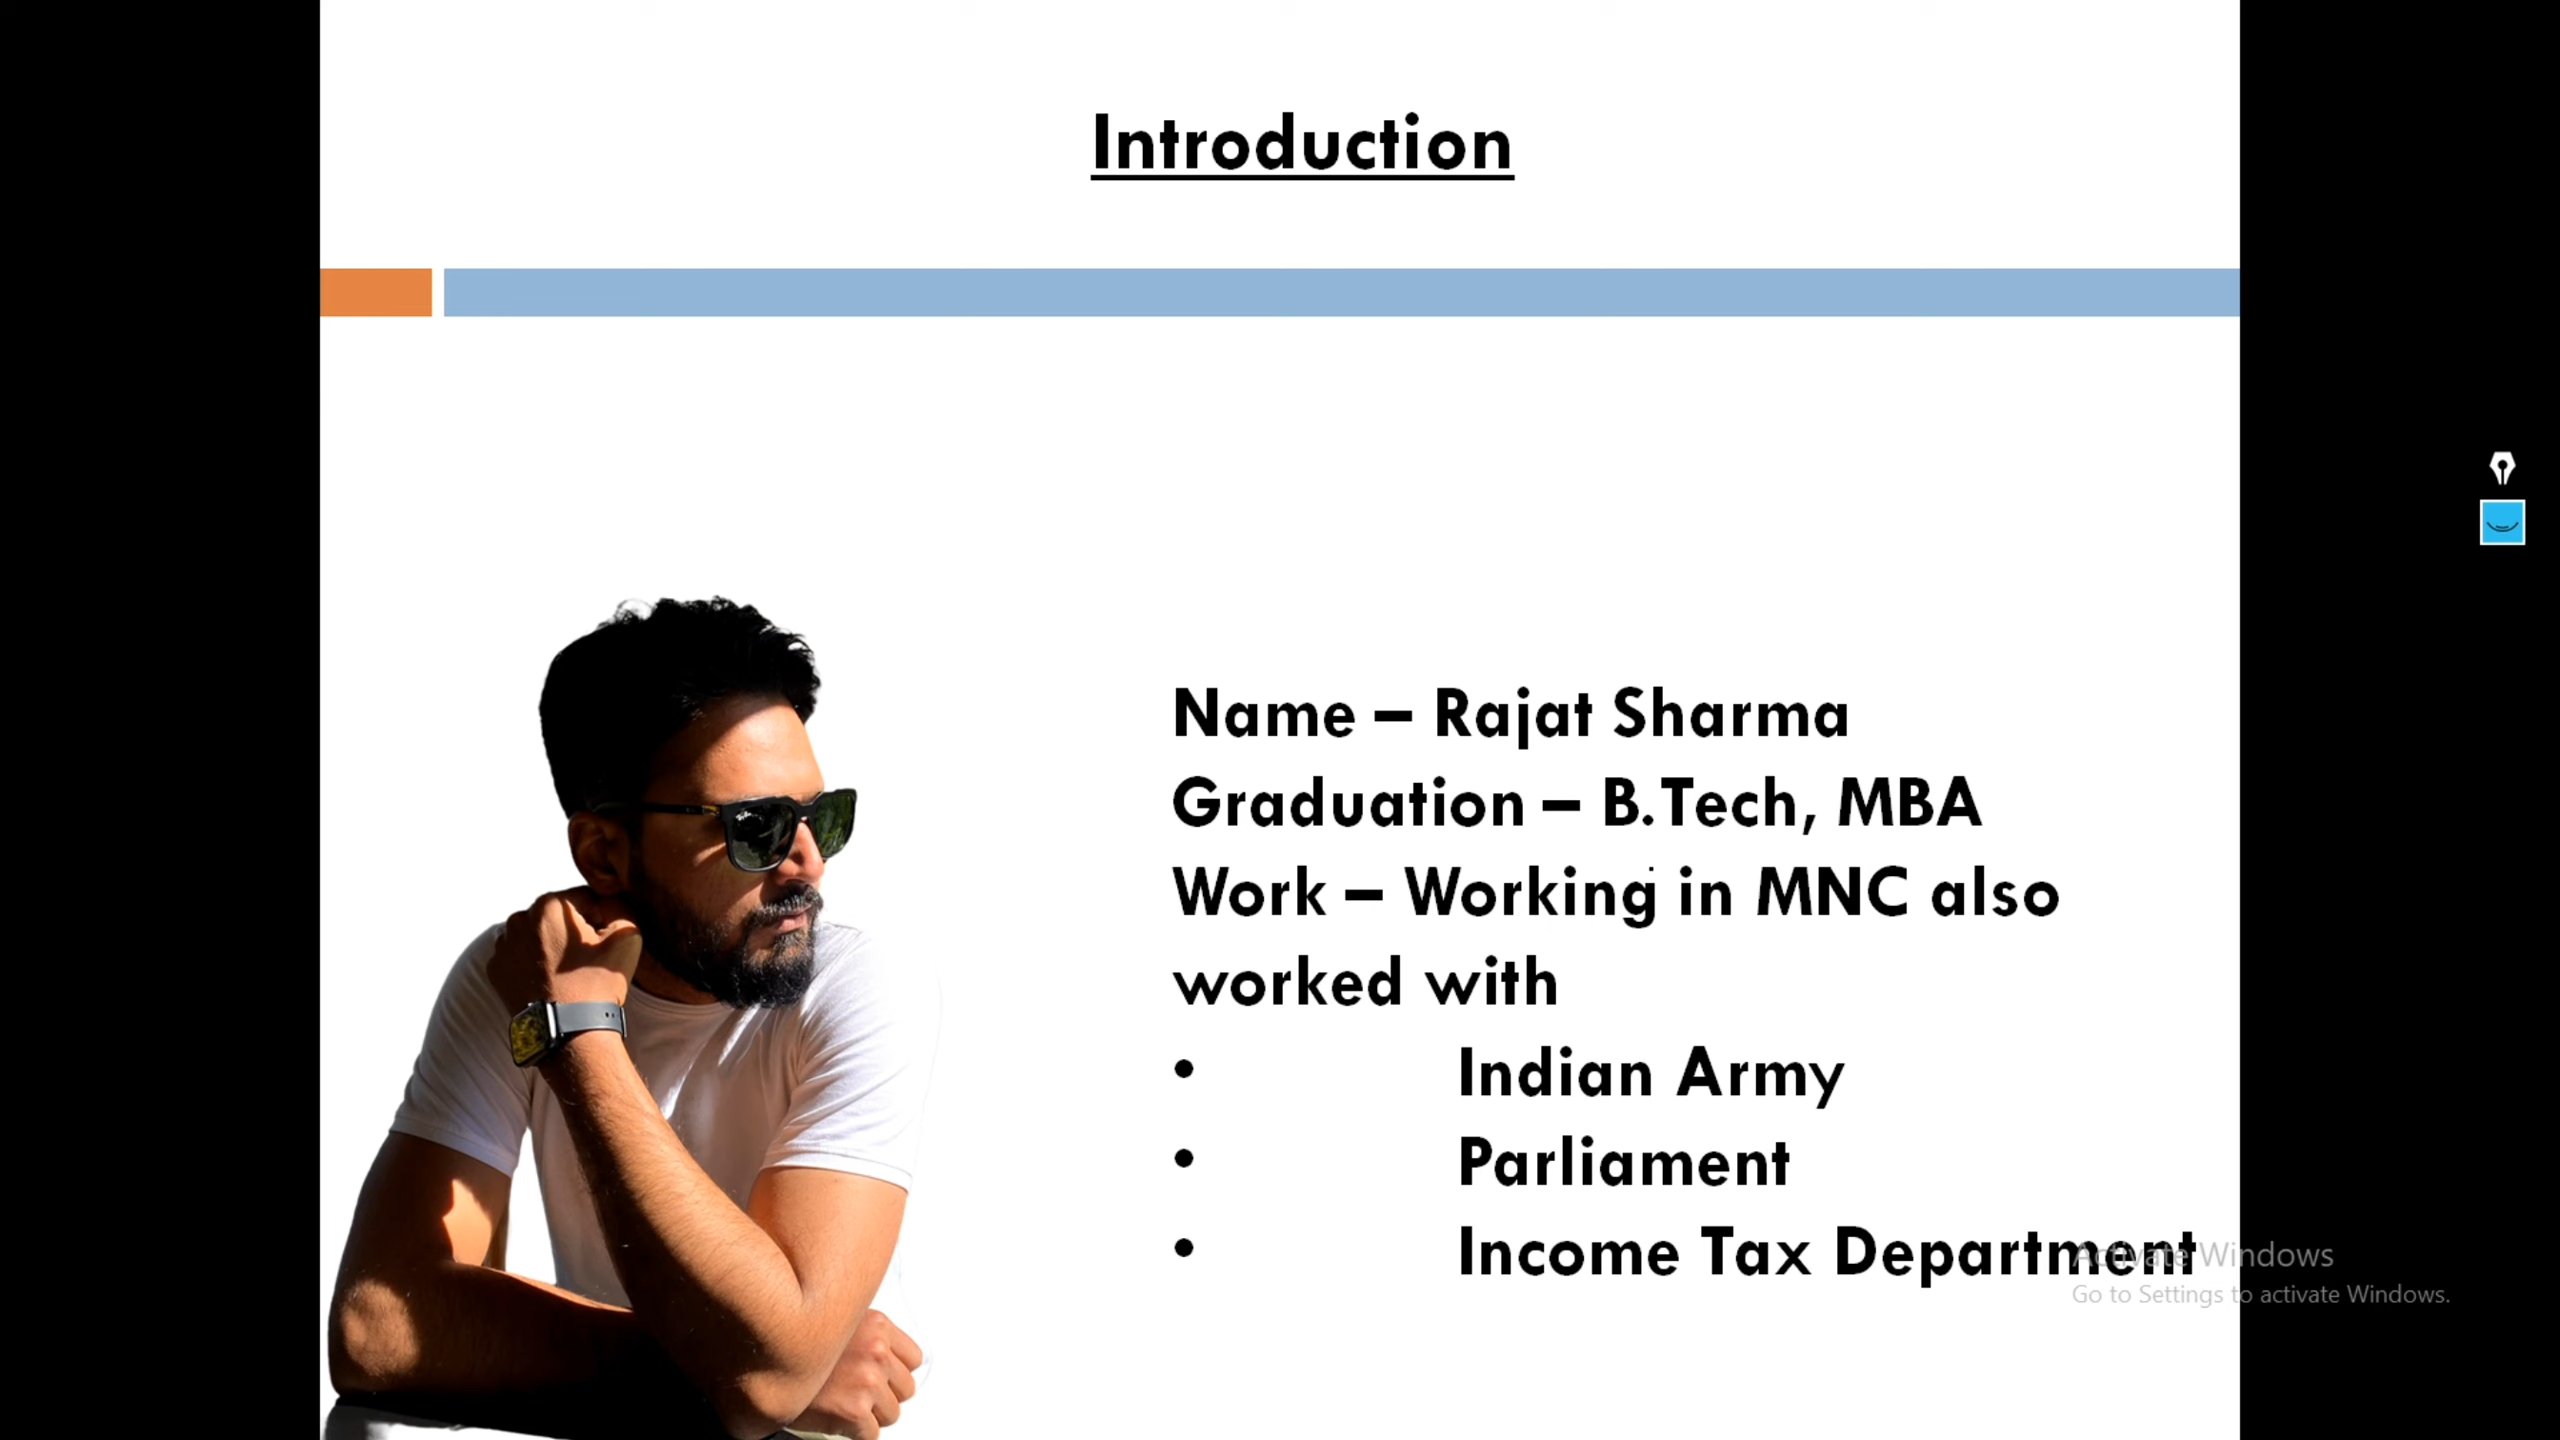 Introduction
Name – Rajat Sharma
Graduation – B.Tech, MBA
Work – Working in MNC also
worked with
• Indian Army
• Parliament
• Income Tax Department
Activate Windows
Go to Settings to activate Windows.